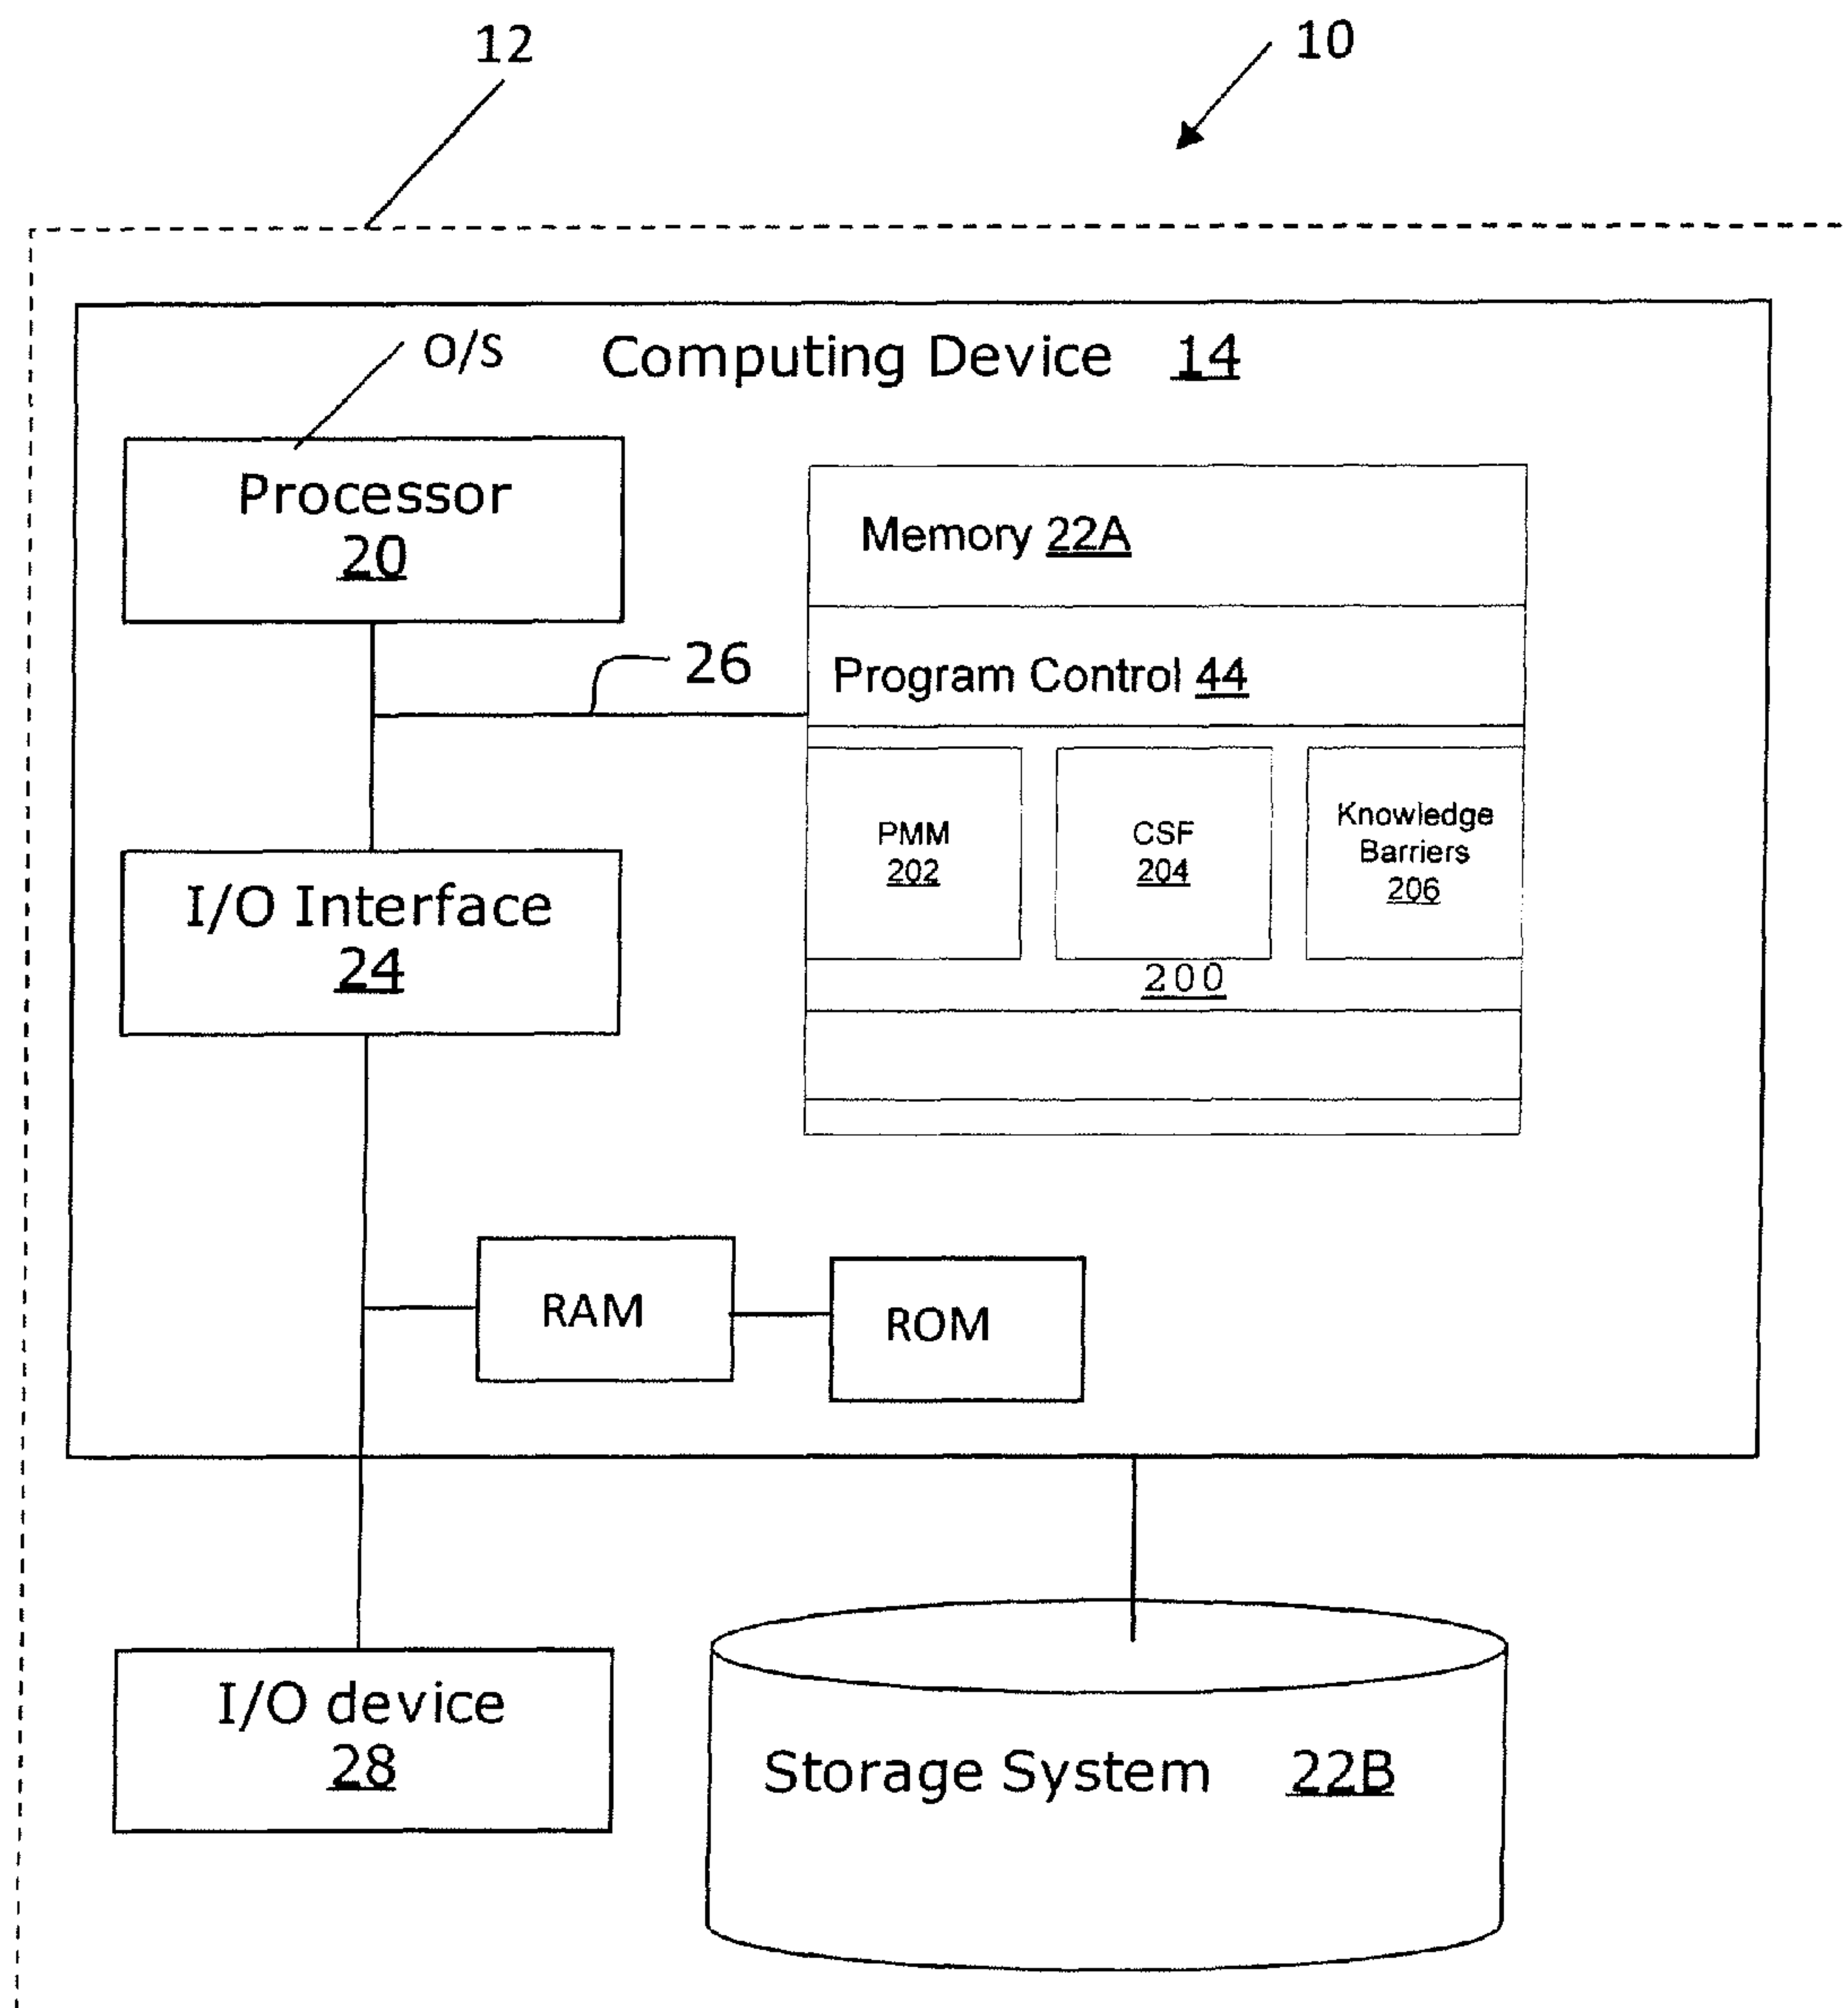 12
10
O/S
Computing Device 14
Processor
20
Memory 22A
26
Program Control 44
PMM
202
CSF
204
Knowledge
Barriers
206
I/O Interface
24
200
RAM
ROM
I/O device
28
Storage System 22B